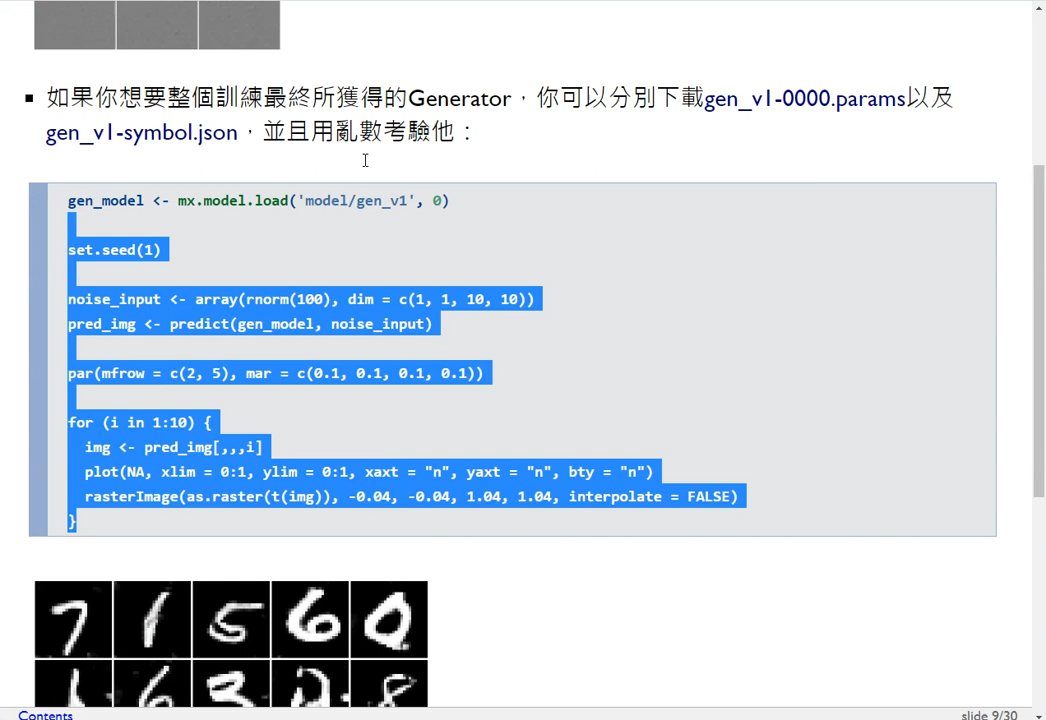 如果你想要整個訓練最終所獲得的Generator，你可以分別下載gen_v1-0000.params以及
gen_v1-symbol.json，並且用亂數考驗他：
gen_model <- mx.model.load('model/gen_v1', 0)
set.seed(1)
noise_input <- array(rnorm(100), dim = c(1, 1, 10, 10))
pred_img <- predict(gen_model, noise_input)
par(mfrow = c(2, 5), mar = c(0.1, 0.1, 0.1, 0.1))
for (i in 1:10) {
  img <- pred_img[,,,i]
  plot(NA, xlim = 0:1, ylim = 0:1, xaxt = "n", yaxt = "n", bty = "n")
  rasterImage(as.raster(t(img)), -0.04, -0.04, 1.04, 1.04, interpolate = FALSE)
}
7 1 5 6 0
Contents
slide 9/30